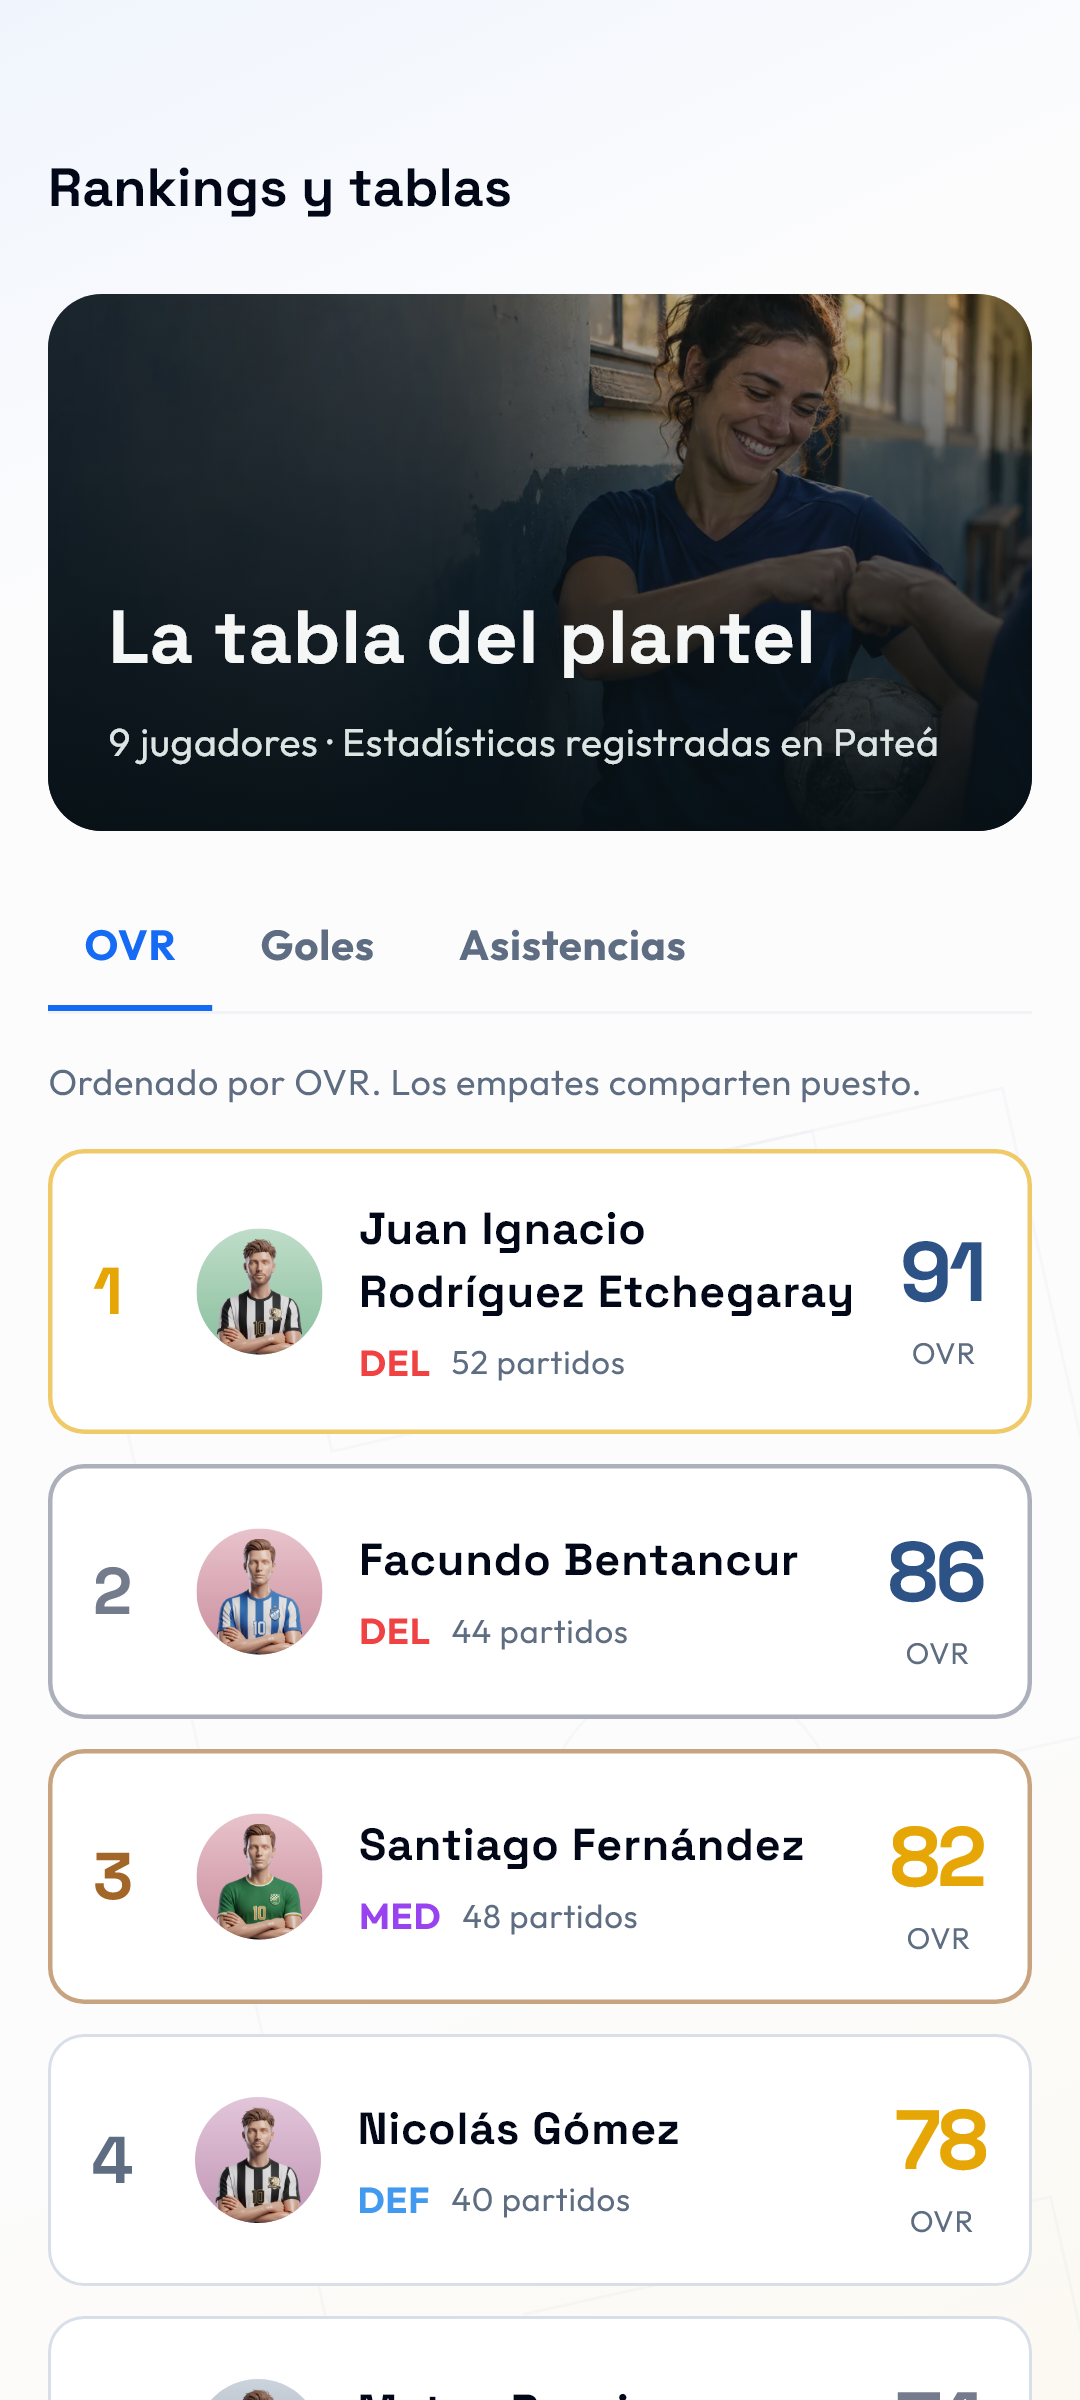 Rankings y tablas
La tabla del plantel
9 jugadores · Estadísticas registradas en Pateá
OVR Goles Asistencias
Ordenado por OVR. Los empates comparten puesto.
1
Juan Ignacio
Rodríguez Etchegaray
DEL 52 partidos
91
OVR
2
Facundo Bentancur
DEL 44 partidos
86
OVR
3
Santiago Fernández
MED 48 partidos
82
OVR
4
Nicolás Gómez
DEF 40 partidos
78
OVR